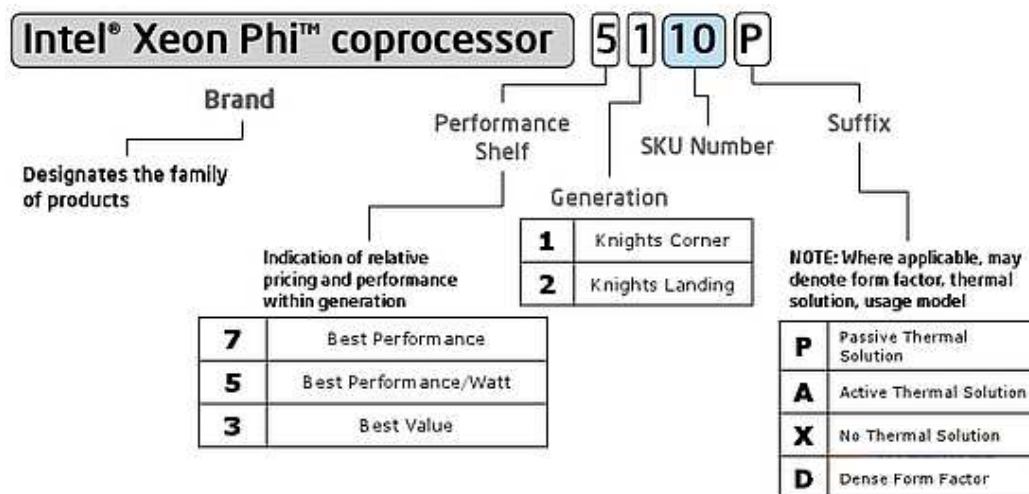 Intel® Xeon Phi™ coprocessor 5 1 10 P
Brand
Designates the family
of products
Performance
Shelf
Indication of relative
pricing and performance
within generation
7 Best Performance
5 Best Performance/Watt
3 Best Value
Generation
1 Knights Corner
2 Knights Landing
SKU Number
Suffix
NOTE: Where applicable, may
denote form factor, thermal
solution, usage model
P Passive Thermal
Solution
A Active Thermal Solution
X No Thermal Solution
D Dense Form Factor